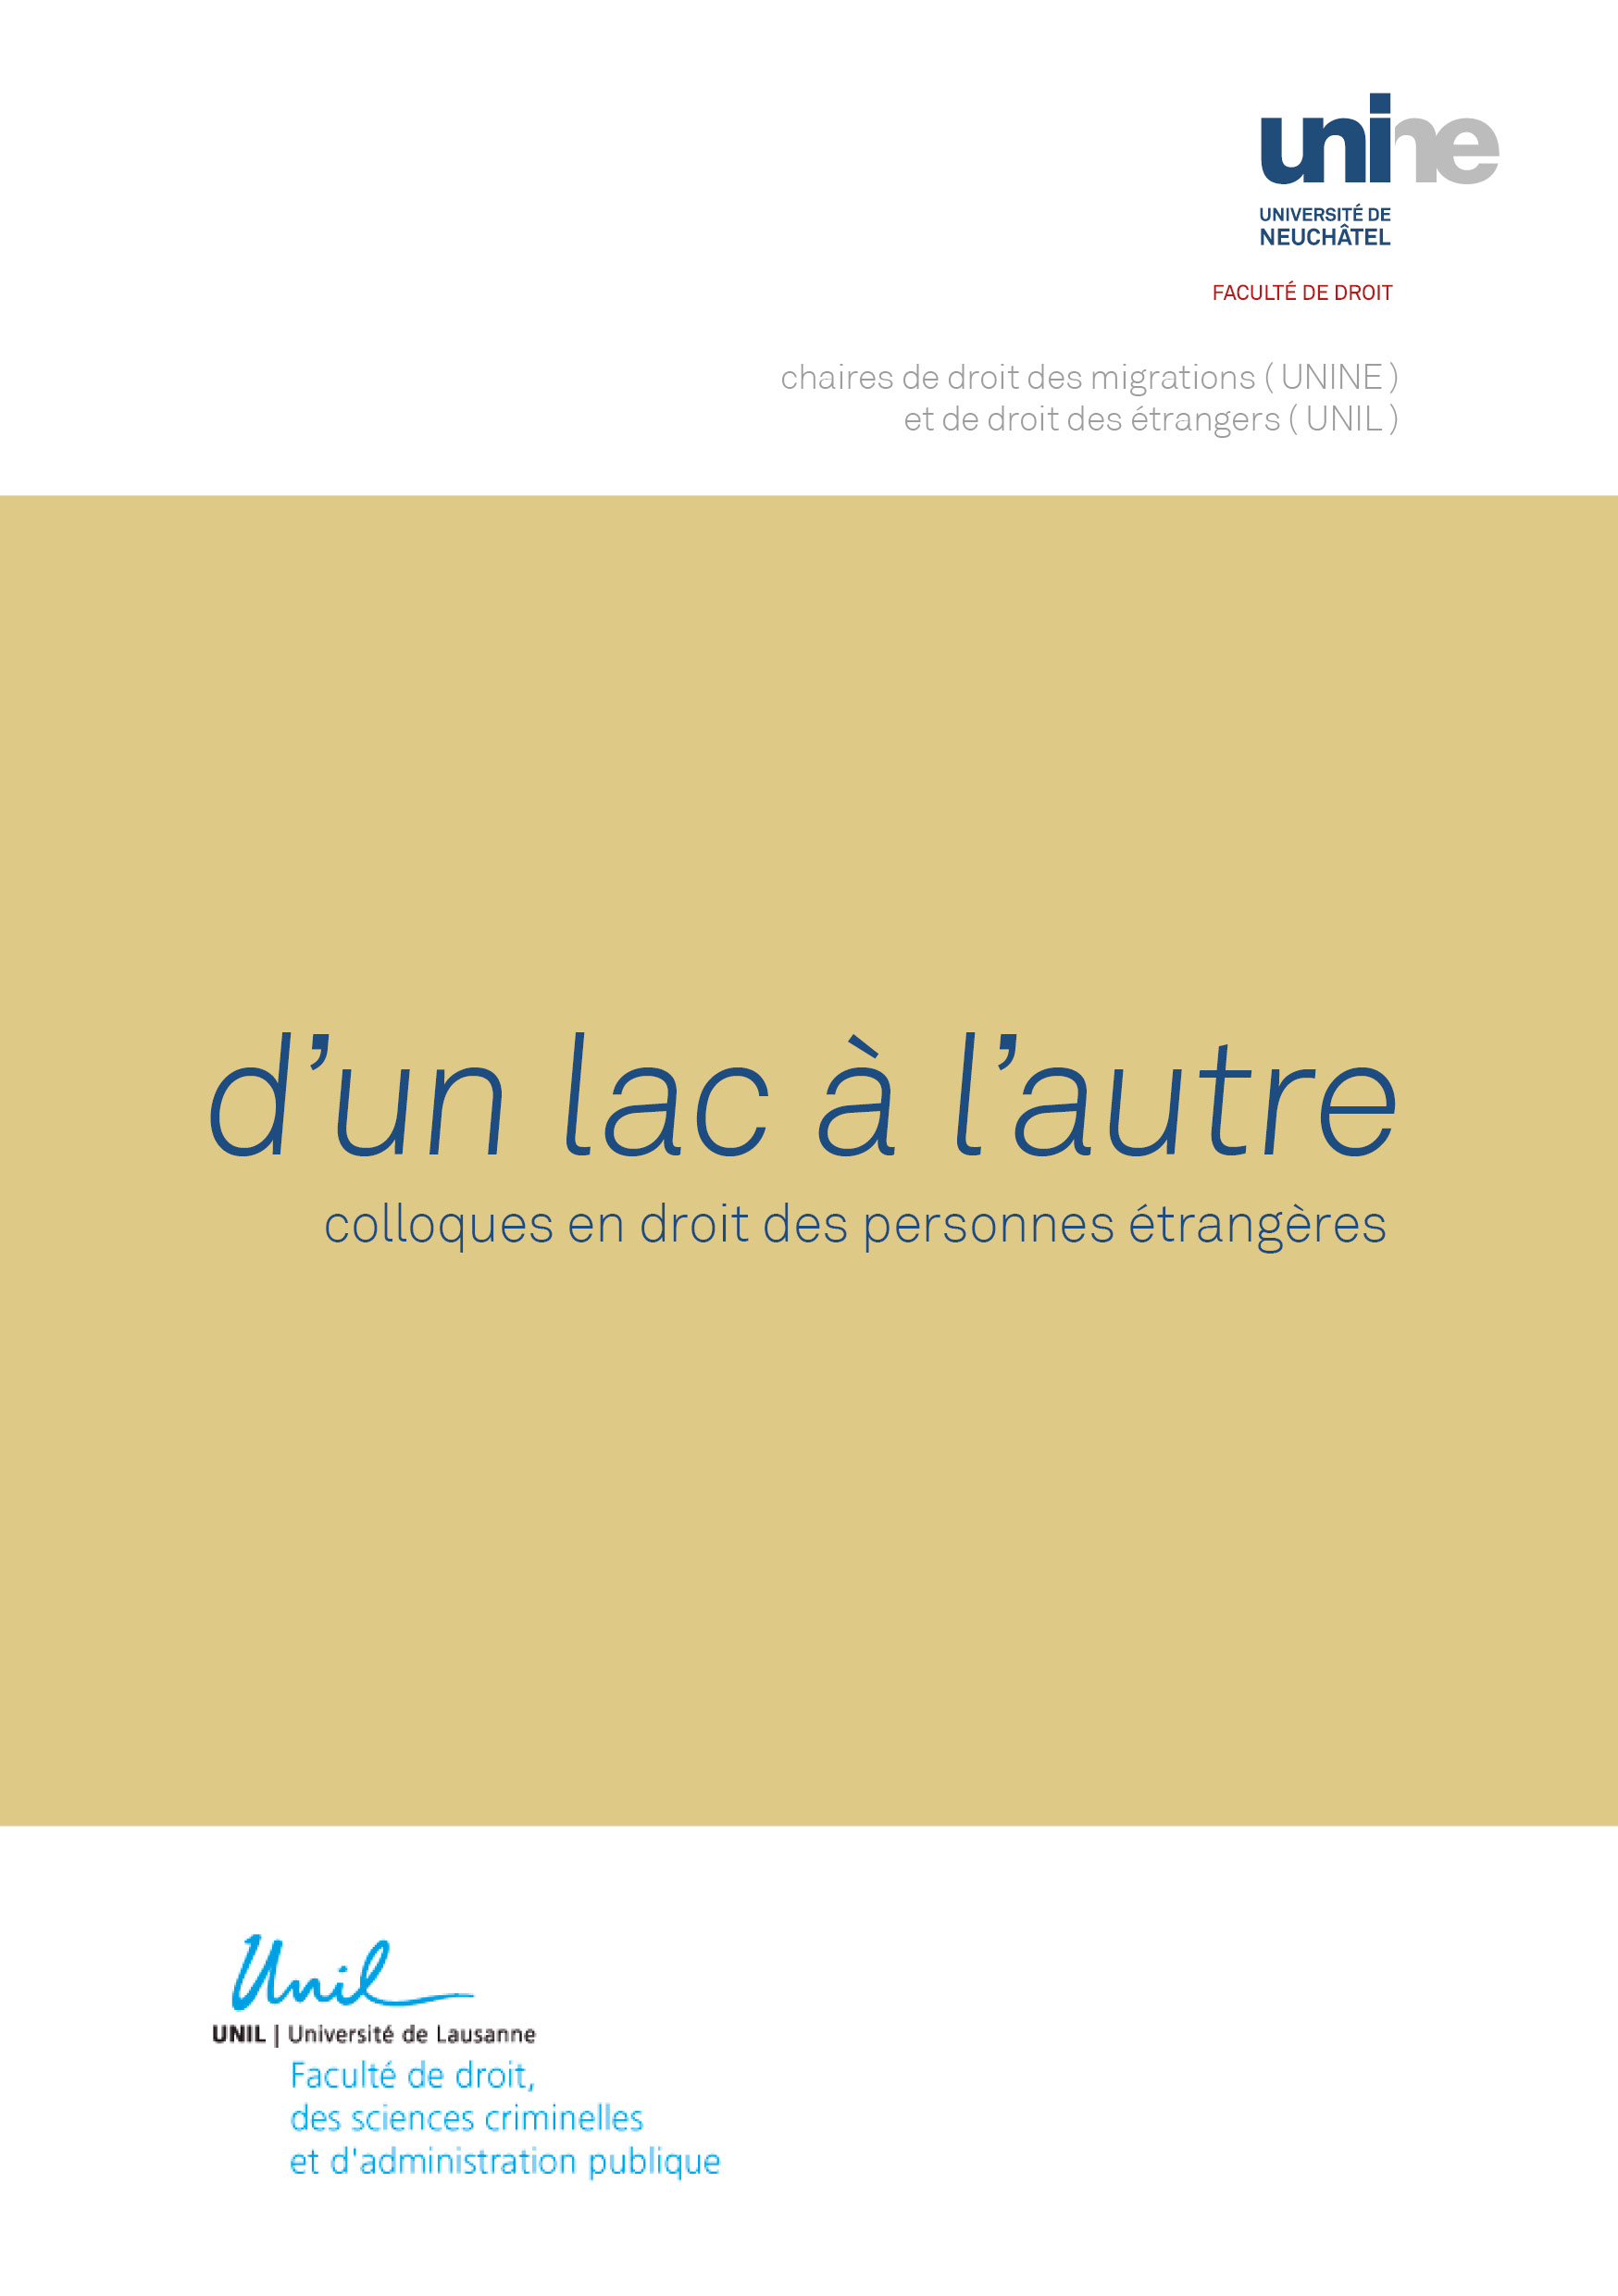 unine
UNIVERSITÉ DE
NEUCHÂTEL
FACULTÉ DE DROIT
chaires de droit des migrations ( UNINE )
et de droit des étrangers ( UNIL )
d’un lac à l’autre
colloques en droit des personnes étrangères
Unil
UNIL | Université de Lausanne
Faculté de droit,
des sciences criminelles
et d'administration publique